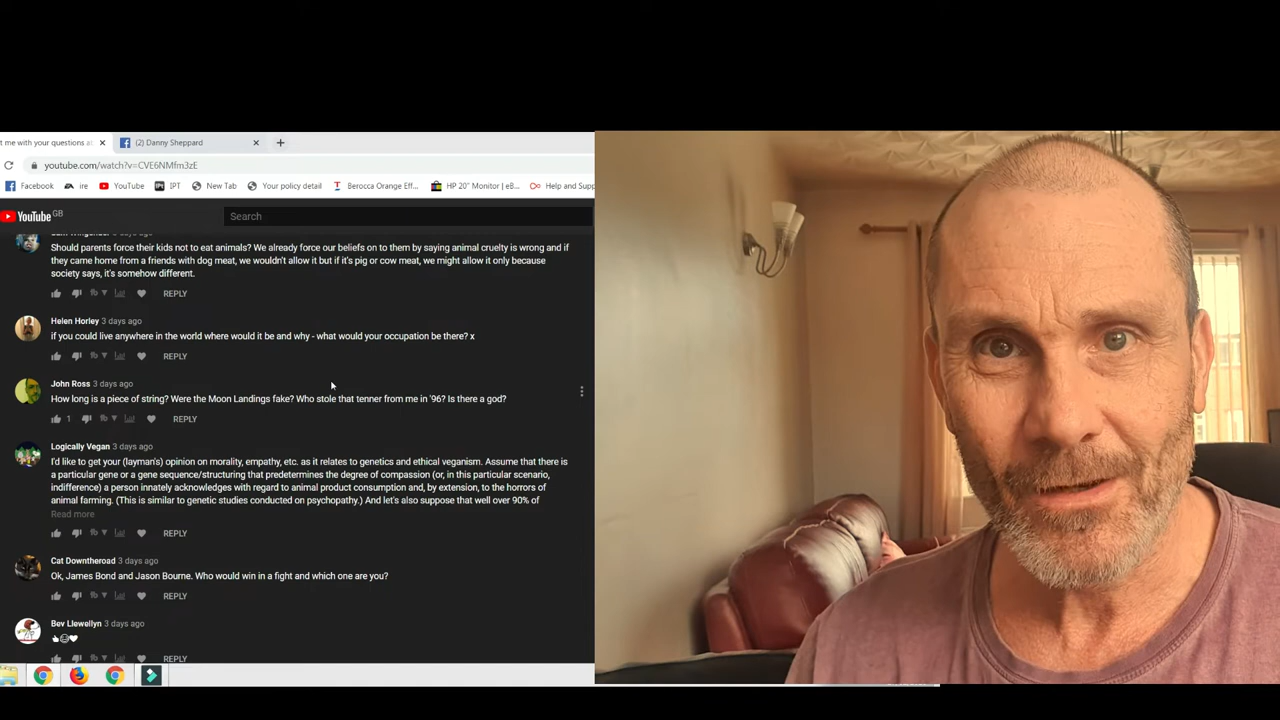 t me with your questions a
(2) Danny Sheppard
youtube.com/watch?v=CVE6NMfm3zE
Facebook
ire
YouTube
IPT
New Tab
Your policy detail
Berocca Orange Eff...
HP 20" Monitor | eB...
Help and Supp
YouTube GB
Search
Should parents force their kids not to eat animals? We already force our beliefs on to them by saying animal cruelty is wrong and if
they came home from a friends with dog meat, we wouldn't allow it but if it's pig or cow meat, we might allow it only because
society says, it's somehow different.
REPLY
Helen Horley 3 days ago
if you could live anywhere in the world where would it be and why - what would your occupation be there? x
REPLY
John Ross 3 days ago
How long is a piece of string? Were the Moon Landings fake? Who stole that tenner from me in '96? Is there a god?
1 REPLY
Logically Vegan 3 days ago
I'd like to get your (layman's) opinion on morality, empathy, etc. as it relates to genetics and ethical veganism. Assume that there is
a particular gene or a gene sequence/structuring that predetermines the degree of compassion (or, in this particular scenario,
indifference) a person innately acknowledges with regard to animal product consumption and, by extension, to the horrors of
animal farming. (This is similar to genetic studies conducted on psychopathy.) And let's also suppose that well over 90% of
Read more
REPLY
Cat Downtheroad 3 days ago
Ok, James Bond and Jason Bourne. Who would win in a fight and which one are you?
REPLY
Bev Llewellyn 3 days ago
REPLY